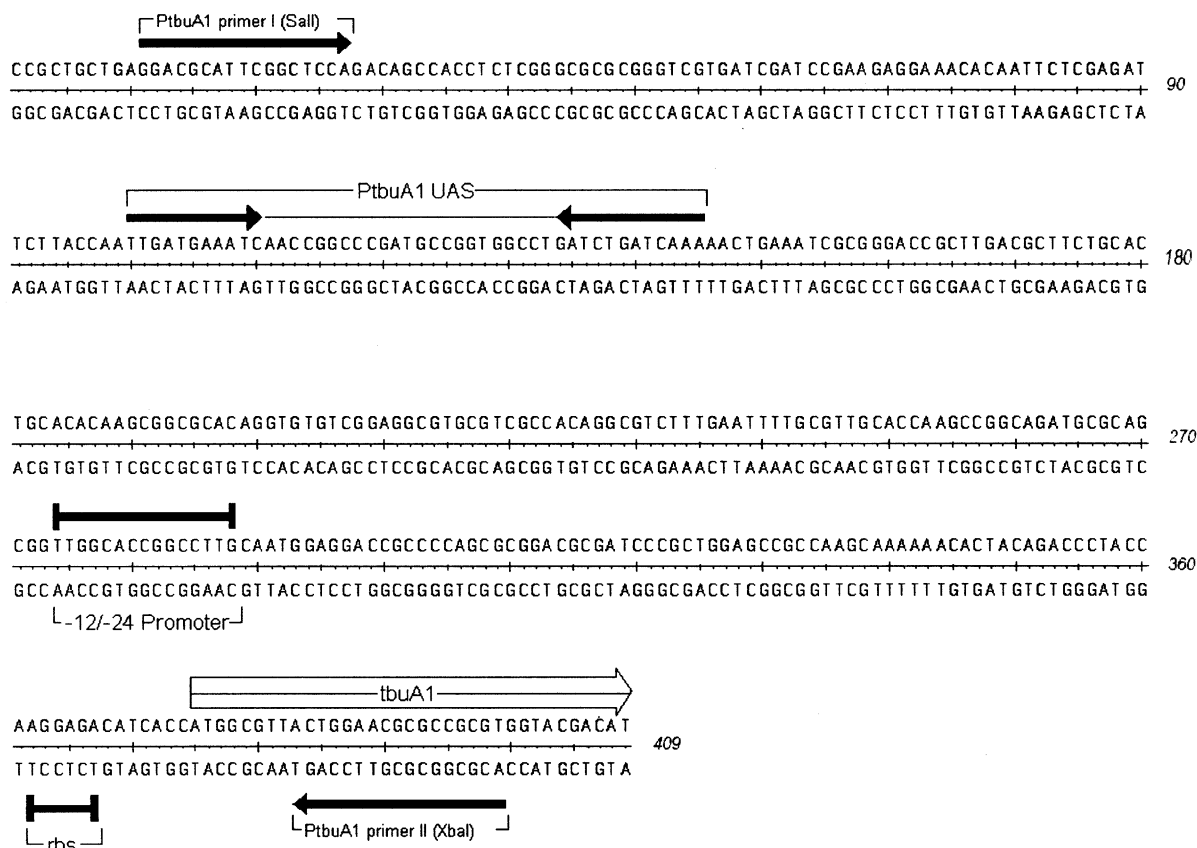 PtbuA1 primer I (SalI)
CCGCTGCTGAGGACGCATTCGGCTCCAGACAGCCACCTCTCGGGCGCGCGGGTCGTGATCGATCCGAAGAGGAAACACAATTCTCGAGAT
90
GGCGACGACTCCTGCGTAAGCCGAGGTCTGTCGGTGGAGAGCCCGCGCGCCCAGCACTAGCTAGGCTTCTCCTTTGTGTTAAGAGCTCTA
PtbuA1 UAS
TCTTACCAATTGATGAAATCAACCGGCCCGATGCCGGTGGCCTGATCTGATCAAAAACTGAAATCGCGGGACCGCTTGACGCTTCTGCAC
180
AGAATGGTTAACTACTTTAGTTGGCCGGGCTACGGCCACCGGACTAGACTAGTTTTTGACTTTAGCGCCCTGGCGAACTGCGAAGACGTG
TGCACACAAGCGGCGCACAGGTGTGTCGGAGGCGTGCGTCGCCACAGGCGTCTTTGAATTTTGCGTTGCACCAAGCCGGCAGATGCGCAG
270
ACGTGTGTTCGCCGCGTGTCCACACAGCCTCCGCACGCAGCGGTGTCCGCAGAAACTTAAAACGCAACGTGGTTCGGCCGTCTACGCGTC
CGGTTGGCACCGGCCTTGCAATGGAGGACCGCCCCAGCGCGGACGCGATCCCGCTGGAGCCGCCAAGCAAAAAACACTACAGACCCTACC
360
GCCAACCGTGGCCGGAACGTTACCTCCTGGCGGGGTCGCGCCTGCGCTAGGGCGACCTCGGCGGTTCGTTTTTTGTGATGTCTGGGATGG
-12/-24 Promoter
tbuA1
AAGGAGACATCACCATGGCGTTACTGGAACGCGCCGCGTGGTACGACAT
409
TTCCTCTGTAGTGGTACCGCAATGACCTTGCGCGGCGCACCATGCTGTA
rbs
PtbuA1 primer II (XbaI)